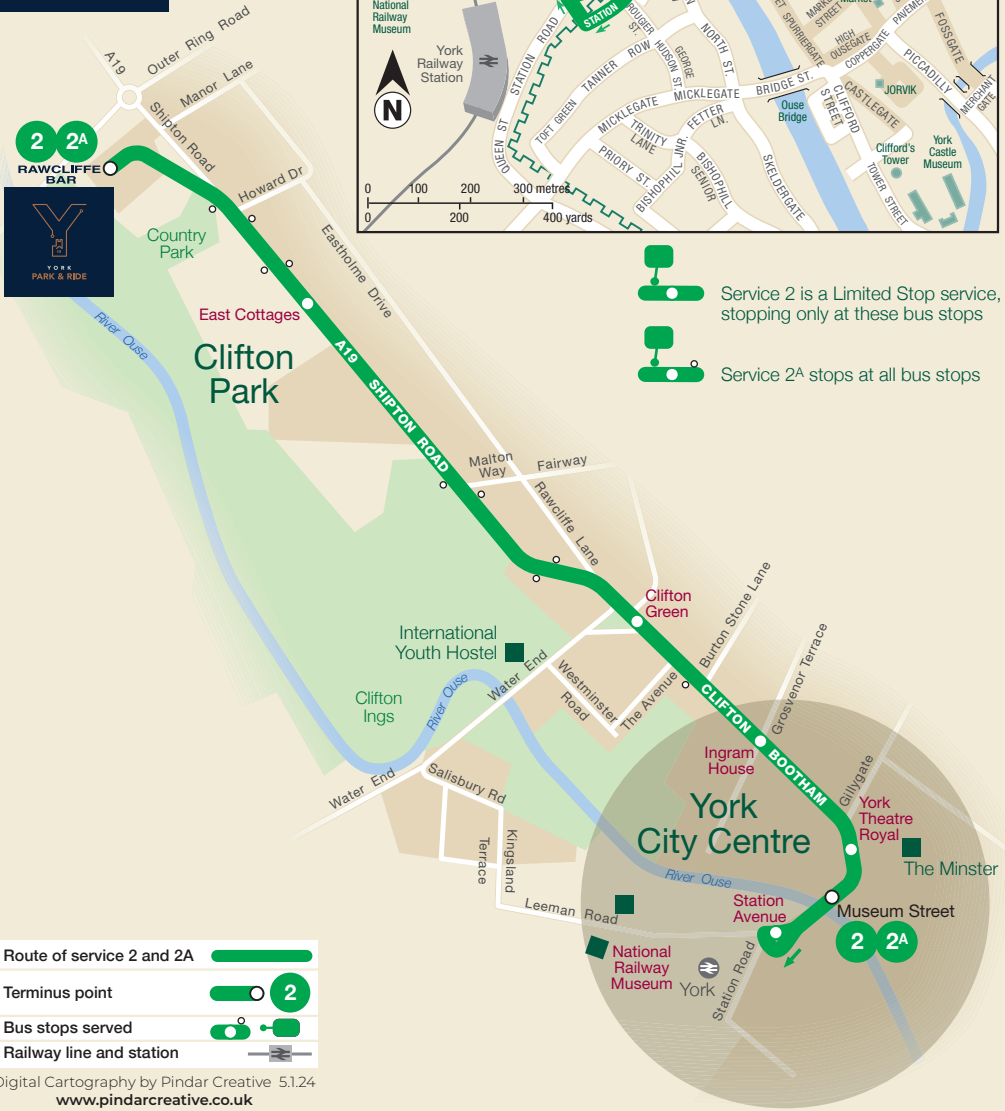 National
Railway
Museum
York
Railway
Station
N
STATION ROAD
STATION
QUEEN ST
TOFT GREEN
TANNER ROW
ROUGIER
ST.
HUDSON ST.
GEORGE
NORTH ST.
MICKLEGATE
MICKLEGATE
BRIDGE ST.
TRINITY
LANE
FETTER
LN.
PRIORY ST.
BISHOPHILL JNR.
BISHOPHILL
SENIOR
SKELDERGATE
Ouse
Bridge
SPURRIERGATE
MARKET
STREET
HIGH
OUSEGATE
COPPERGATE
PAVEMENT
FOSSGATE
PICCADILLY
MERCHANT
GATE
JORVIK
CASTLEGATE
CLIFFORD
STREET
Clifford's
Tower
York
Castle
Museum
TOWER STREET
0 100 200 300 metres
0 200 400 yards
A19
Outer Ring Road
Manor Lane
Shipton Road
2 2A
RAWCLIFFE
BAR
Howard Dr
YORK
PARK & RIDE
Country
Park
Eastholme Drive
Service 2 is a Limited Stop service,
stopping only at these bus stops
Service 2A stops at all bus stops
River Ouse
East Cottages
Clifton
Park
A19 SHIPTON ROAD
Malton
Way
Fairway
Rawcliffe Lane
Clifton
Green
Burton Stone Lane
International
Youth Hostel
Water End
Westminster
Road
The Avenue
Grosvenor Terrace
Clifton
Ings
River Ouse
CLIFTON
BOOTHAM
Ingram
House
Gillygate
Water End
Salisbury Rd
York
City Centre
York
Theatre
Royal
Kingsland
Terrace
The Minster
River Ouse
Station
Avenue
Museum Street
2 2A
Leeman Road
National
Railway
Museum
York
Station Road
Route of service 2 and 2A
Terminus point
2
Bus stops served
Railway line and station
Digital Cartography by Pindar Creative 5.1.24
www.pindarcreative.co.uk